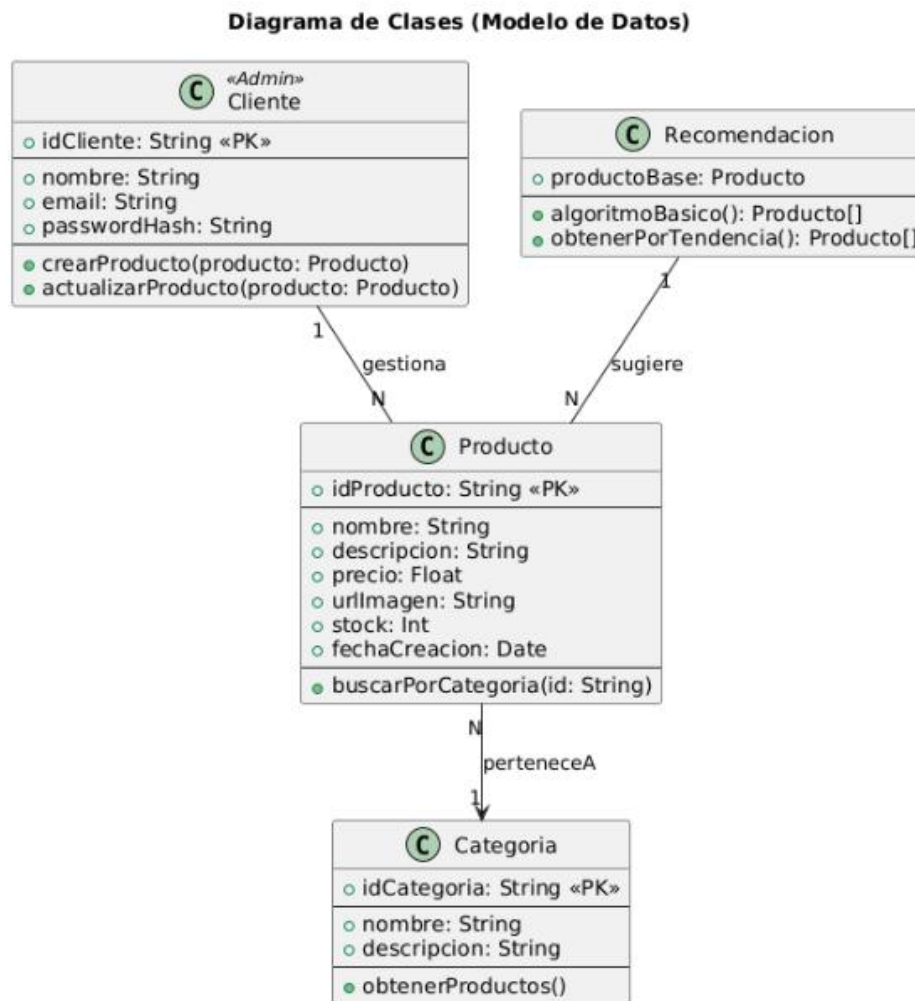 Diagrama de Clases (Modelo de Datos)
«Admin»
C Cliente
idCliente: String «PK»
nombre: String
email: String
passwordHash: String
crearProducto(producto: Producto)
actualizarProducto(producto: Producto)
C Recomendacion
productoBase: Producto
algoritmoBasico(): Producto[]
obtenerPorTendencia(): Producto[]
1
gestiona
N
1
sugiere
N
C Producto
idProducto: String «PK»
nombre: String
descripcion: String
precio: Float
urlImagen: String
stock: Int
fechaCreacion: Date
buscarPorCategoria(id: String)
N
perteneceA
1
C Categoria
idCategoria: String «PK»
nombre: String
descripcion: String
obtenerProductos()